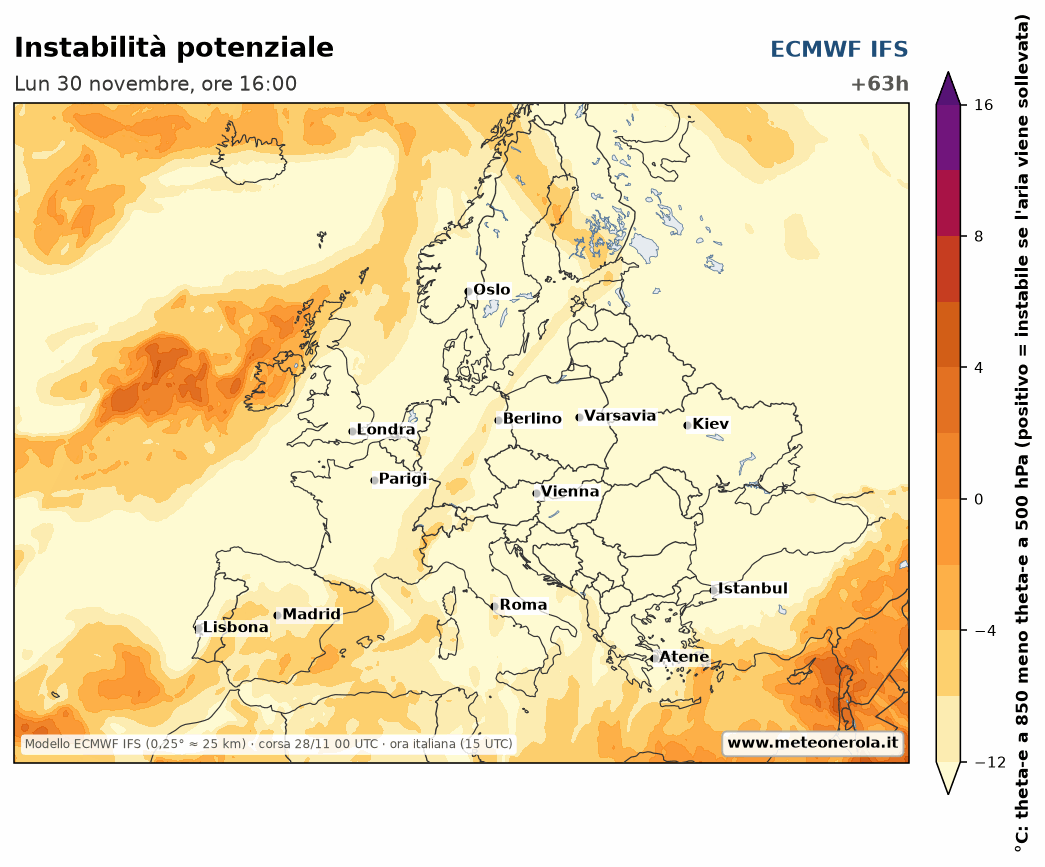 Instabilità potenziale
ECMWF IFS
Lun 30 novembre, ore 16:00
+63h
Oslo
Londra
Berlino
Varsavia
Kiev
Parigi
Vienna
Istanbul
Roma
Madrid
Lisbona
Atene
Modello ECMWF IFS (0,25° ≈ 25 km) · corsa 28/11 00 UTC · ora italiana (15 UTC)
www.meteonerola.it
16
8
4
0
−4
−12
°C: theta-e a 850 meno theta-e a 500 hPa (positivo = instabile se l'aria viene sollevata)